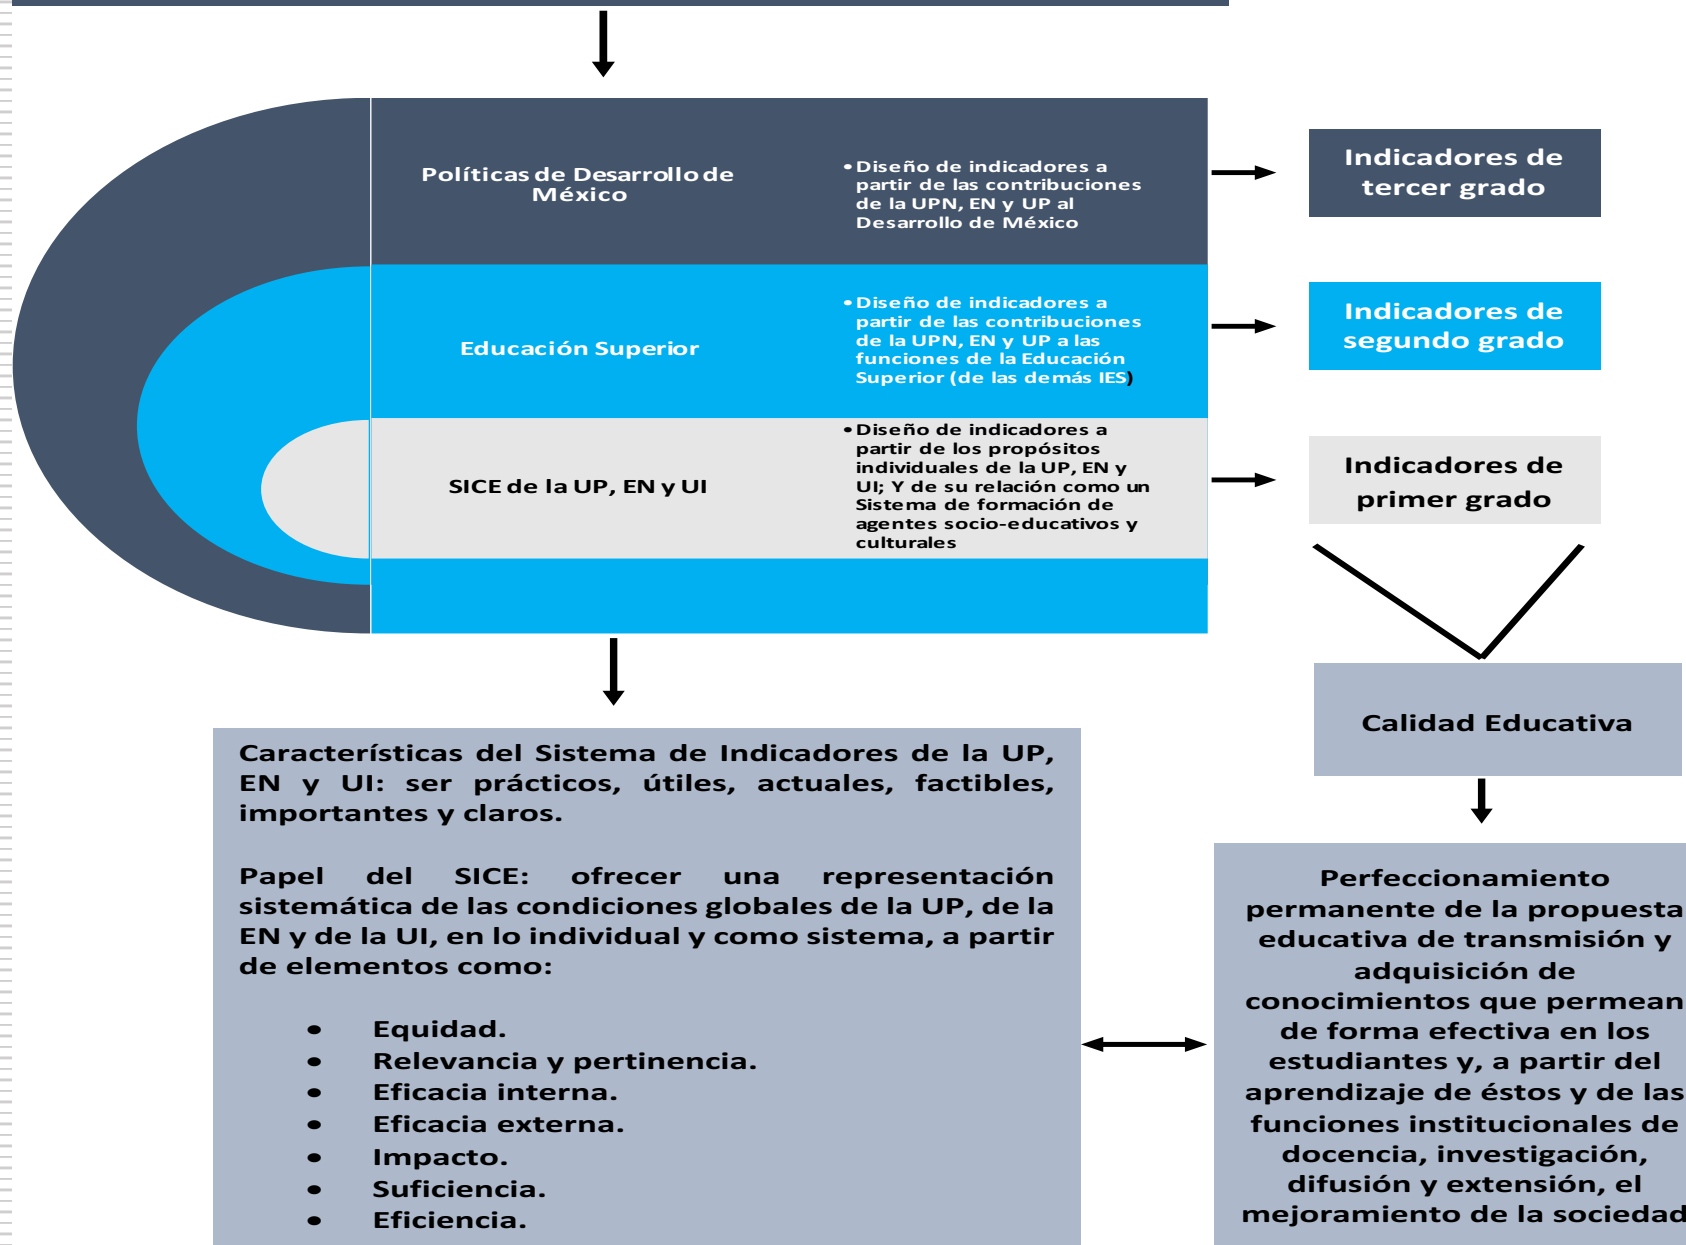 Políticas de Desarrollo de
México
• Diseño de indicadores a
partir de las contribuciones
de la UPN, EN y UP al
Desarrollo de México
Indicadores de
tercer grado
Educación Superior
• Diseño de indicadores a
partir de las contribuciones
de la UPN, EN y UP a las
funciones de la Educación
Superior (de las demás IES)
Indicadores de
segundo grado
SICE de la UP, EN y UI
• Diseño de indicadores a
partir de los propósitos
individuales de la UP, EN y
UI; Y de su relación como un
Sistema de formación de
agentes socio-educativos y
culturales
Indicadores de
primer grado
Calidad Educativa
Características del Sistema de Indicadores de la UP,
EN y UI: ser prácticos, útiles, actuales, factibles,
importantes y claros.
Papel del SICE: ofrecer una representación
sistemática de las condiciones globales de la UP, de la
EN y de la UI, en lo individual y como sistema, a partir
de elementos como:
• Equidad.
• Relevancia y pertinencia.
• Eficacia interna.
• Eficacia externa.
• Impacto.
• Suficiencia.
• Eficiencia.
Perfeccionamiento
permanente de la propuesta
educativa de transmisión y
adquisición de
conocimientos que permean
de forma efectiva en los
estudiantes y, a partir del
aprendizaje de éstos y de las
funciones institucionales de
docencia, investigación,
difusión y extensión, el
mejoramiento de la sociedad